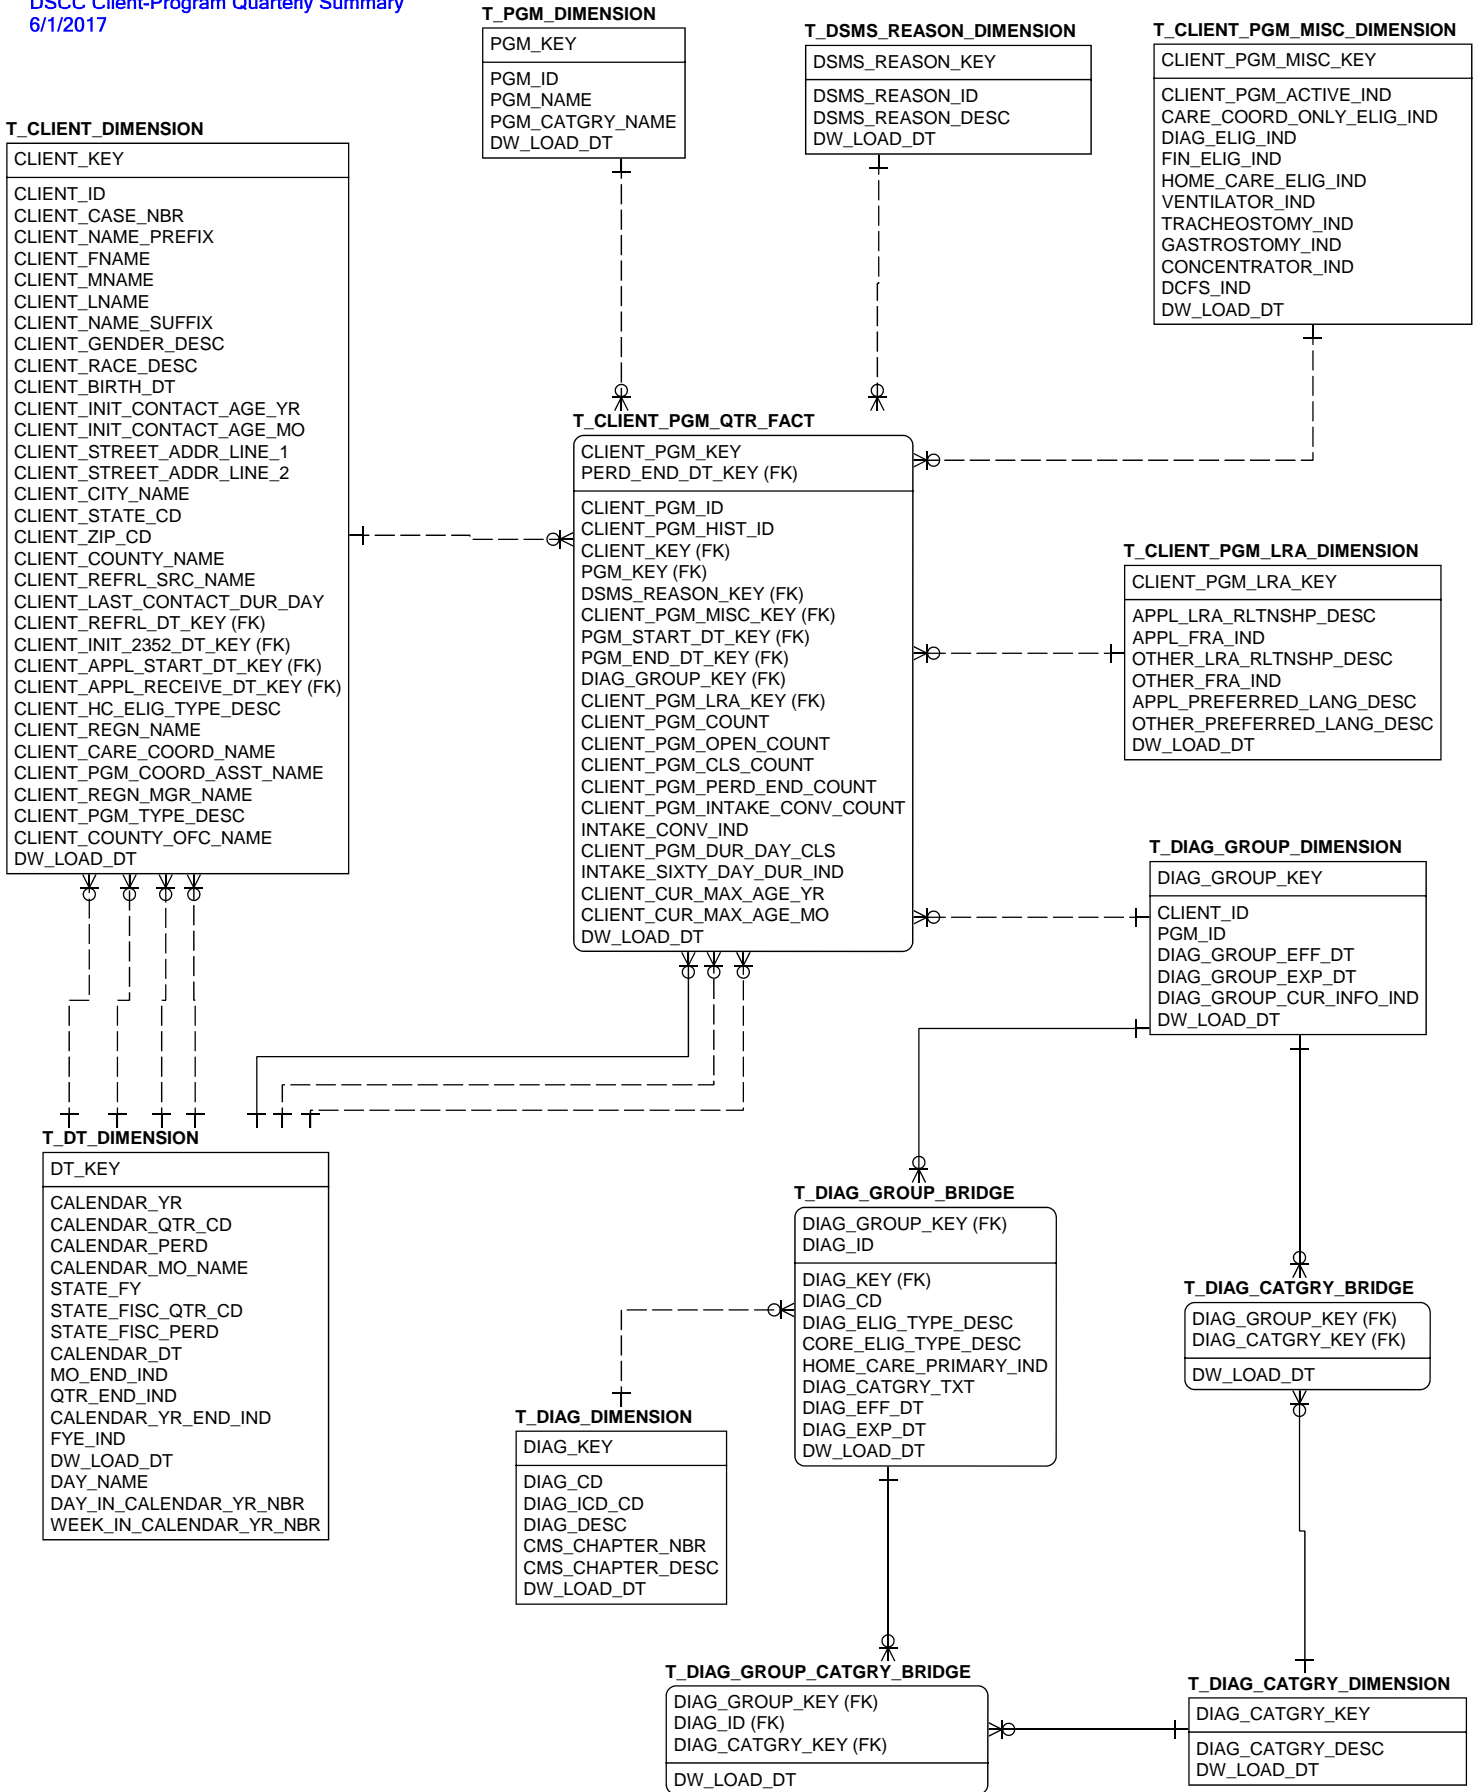 DSCC Client-Program Quarterly Summary
6/1/2017
T_PGM_DIMENSION
PGM_KEY
PGM_ID
PGM_NAME
PGM_CATGRY_NAME
DW_LOAD_DT
T_DSMS_REASON_DIMENSION
DSMS_REASON_KEY
DSMS_REASON_ID
DSMS_REASON_DESC
DW_LOAD_DT
T_CLIENT_PGM_MISC_DIMENSION
CLIENT_PGM_MISC_KEY
CLIENT_PGM_ACTIVE_IND
CARE_COORD_ONLY_ELIG_IND
DIAG_ELIG_IND
FIN_ELIG_IND
HOME_CARE_ELIG_IND
VENTILATOR_IND
TRACHEOSTOMY_IND
GASTROSTOMY_IND
CONCENTRATOR_IND
DCFS_IND
DW_LOAD_DT
T_CLIENT_DIMENSION
CLIENT_KEY
CLIENT_ID
CLIENT_CASE_NBR
CLIENT_NAME_PREFIX
CLIENT_FNAME
CLIENT_MNAME
CLIENT_LNAME
CLIENT_NAME_SUFFIX
CLIENT_GENDER_DESC
CLIENT_RACE_DESC
CLIENT_BIRTH_DT
CLIENT_INIT_CONTACT_AGE_YR
CLIENT_INIT_CONTACT_AGE_MO
CLIENT_STREET_ADDR_LINE_1
CLIENT_STREET_ADDR_LINE_2
CLIENT_CITY_NAME
CLIENT_STATE_CD
CLIENT_ZIP_CD
CLIENT_COUNTY_NAME
CLIENT_REFRL_SRC_NAME
CLIENT_LAST_CONTACT_DUR_DAY
CLIENT_REFRL_DT_KEY (FK)
CLIENT_INIT_2352_DT_KEY (FK)
CLIENT_APPL_START_DT_KEY (FK)
CLIENT_APPL_RECEIVE_DT_KEY (FK)
CLIENT_HC_ELIG_TYPE_DESC
CLIENT_REGN_NAME
CLIENT_CARE_COORD_NAME
CLIENT_PGM_COORD_ASST_NAME
CLIENT_REGN_MGR_NAME
CLIENT_PGM_TYPE_DESC
CLIENT_COUNTY_OFC_NAME
DW_LOAD_DT
T_CLIENT_PGM_QTR_FACT
CLIENT_PGM_KEY
PERD_END_DT_KEY (FK)
CLIENT_PGM_ID
CLIENT_PGM_HIST_ID
CLIENT_KEY (FK)
PGM_KEY (FK)
DSMS_REASON_KEY (FK)
CLIENT_PGM_MISC_KEY (FK)
PGM_START_DT_KEY (FK)
PGM_END_DT_KEY (FK)
DIAG_GROUP_KEY (FK)
CLIENT_PGM_LRA_KEY (FK)
CLIENT_PGM_COUNT
CLIENT_PGM_OPEN_COUNT
CLIENT_PGM_CLS_COUNT
CLIENT_PGM_PERD_END_COUNT
CLIENT_PGM_INTAKE_CONV_COUNT
INTAKE_CONV_IND
CLIENT_PGM_DUR_DAY_CLS
INTAKE_SIXTY_DAY_DUR_IND
CLIENT_CUR_MAX_AGE_YR
CLIENT_CUR_MAX_AGE_MO
DW_LOAD_DT
T_CLIENT_PGM_LRA_DIMENSION
CLIENT_PGM_LRA_KEY
APPL_LRA_RLTNSHP_DESC
APPL_FRA_IND
OTHER_LRA_RLTNSHP_DESC
OTHER_FRA_IND
APPL_PREFERRED_LANG_DESC
OTHER_PREFERRED_LANG_DESC
DW_LOAD_DT
T_DIAG_GROUP_DIMENSION
DIAG_GROUP_KEY
CLIENT_ID
PGM_ID
DIAG_GROUP_EFF_DT
DIAG_GROUP_EXP_DT
DIAG_GROUP_CUR_INFO_IND
DW_LOAD_DT
T_DT_DIMENSION
DT_KEY
CALENDAR_YR
CALENDAR_QTR_CD
CALENDAR_PERD
CALENDAR_MO_NAME
STATE_FY
STATE_FISC_QTR_CD
STATE_FISC_PERD
CALENDAR_DT
MO_END_IND
QTR_END_IND
CALENDAR_YR_END_IND
FYE_IND
DW_LOAD_DT
DAY_NAME
DAY_IN_CALENDAR_YR_NBR
WEEK_IN_CALENDAR_YR_NBR
T_DIAG_GROUP_BRIDGE
DIAG_GROUP_KEY (FK)
DIAG_ID
DIAG_KEY (FK)
DIAG_CD
DIAG_ELIG_TYPE_DESC
CORE_ELIG_TYPE_DESC
HOME_CARE_PRIMARY_IND
DIAG_CATGRY_TXT
DIAG_EFF_DT
DIAG_EXP_DT
DW_LOAD_DT
T_DIAG_CATGRY_BRIDGE
DIAG_GROUP_KEY (FK)
DIAG_CATGRY_KEY (FK)
DW_LOAD_DT
T_DIAG_DIMENSION
DIAG_KEY
DIAG_CD
DIAG_ICD_CD
DIAG_DESC
CMS_CHAPTER_NBR
CMS_CHAPTER_DESC
DW_LOAD_DT
T_DIAG_GROUP_CATGRY_BRIDGE
DIAG_GROUP_KEY (FK)
DIAG_ID (FK)
DIAG_CATGRY_KEY (FK)
DW_LOAD_DT
T_DIAG_CATGRY_DIMENSION
DIAG_CATGRY_KEY
DIAG_CATGRY_DESC
DW_LOAD_DT